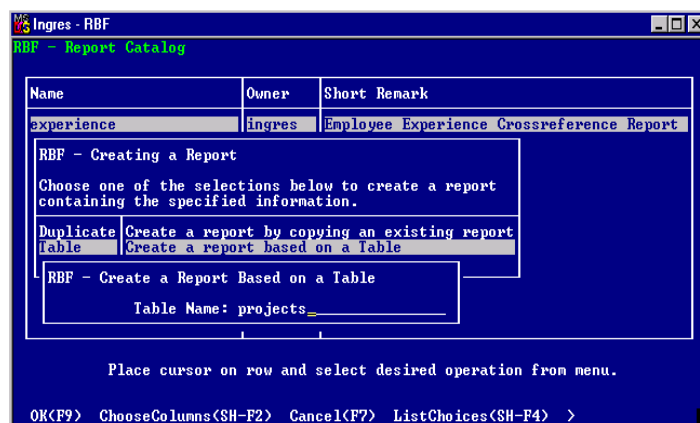 Ingres - RBF
RBF - Report Catalog
Name Owner Short Remark
experience ingres Employee Experience Crossreference Report
RBF - Creating a Report
Choose one of the selections below to create a report
containing the specified information.
Duplicate Create a report by copying an existing report
Table Create a report based on a Table
RBF - Create a Report Based on a Table
Table Name: projects_
Place cursor on row and select desired operation from menu.
OK(F9) ChooseColumns(SH-F2) Cancel(F7) ListChoices(SH-F4) >